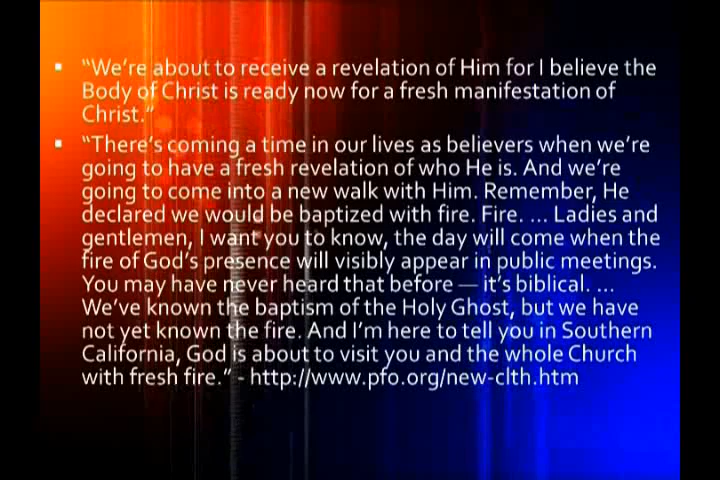 ▪ “We’re about to receive a revelation of Him for I believe the
Body of Christ is ready now for a fresh manifestation of
Christ.”
▪ “There’s coming a time in our lives as believers when we’re
going to have a fresh revelation of who He is. And we’re
going to come into a new walk with Him. Remember, He
declared we would be baptized with fire. Fire. ... Ladies and
gentlemen, I want you to know, the day will come when the
fire of God’s presence will visibly appear in public meetings.
You may have never heard that before — it’s biblical. ...
We’ve known the baptism of the Holy Ghost, but we have
not yet known the fire. And I’m here to tell you in Southern
California, God is about to visit you and the whole Church
with fresh fire.” - http://www.pfo.org/new-clth.htm